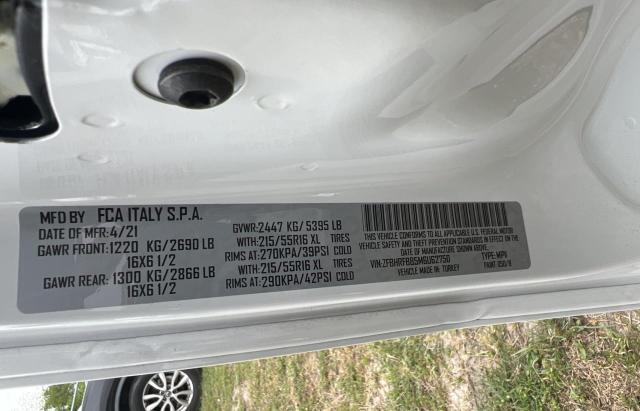 MFD BY FCA ITALY S.P.A.
DATE OF MFR: 4/21 GVWR: 2447 KG/ 5395 LB
GAWR FRONT: 1220 KG/2690 LB WITH: 215/55R16 XL TIRES
16X6 1/2 RIMS AT: 270KPA/39PSI COLD
GAWR REAR: 1300 KG/2866 LB WITH: 215/55R16 XL TIRES
16X6 1/2 RIMS AT: 290KPA/42PSI COLD
THIS VEHICLE CONFORMS TO ALL APPLICABLE
U.S.A. FEDERAL MOTOR VEHICLE SAFETY AND
THEFT PREVENTION STANDARDS IN EFFECT ON THE
DATE OF MANUFACTURE SHOWN ABOVE.
VIN: TYPE: MPV
VEHICLE MADE IN: TURKEY PAINT: